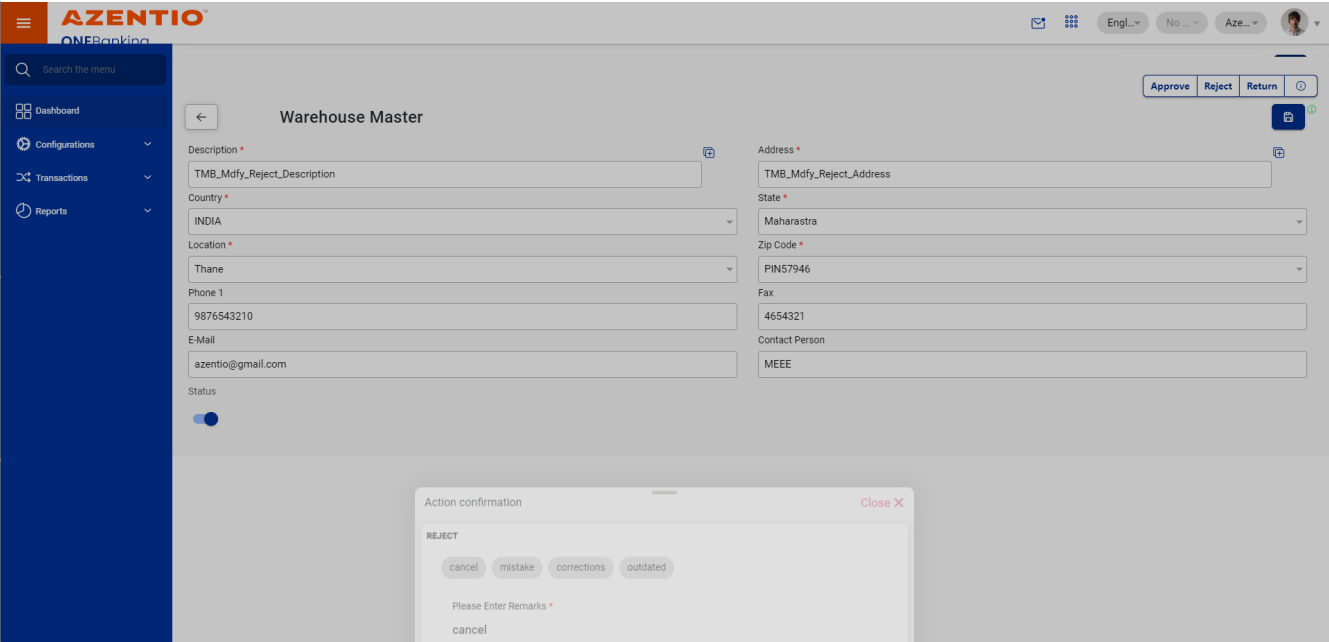 AZENTIO™
ONEBanking
Engl...
No ...
Aze...
Search the menu
Dashboard
Configurations
Transactions
Reports
Approve Reject Return
Warehouse Master
Description *
TMB_Mdfy_Reject_Description
Address *
TMB_Mdfy_Reject_Address
Country *
INDIA
State *
Maharastra
Location *
Thane
Zip Code *
PIN57946
Phone 1
9876543210
Fax
4654321
E-Mail
azentio@gmail.com
Contact Person
MEEE
Status
Action confirmation
Close X
REJECT
cancel mistake corrections outdated
Please Enter Remarks *
cancel